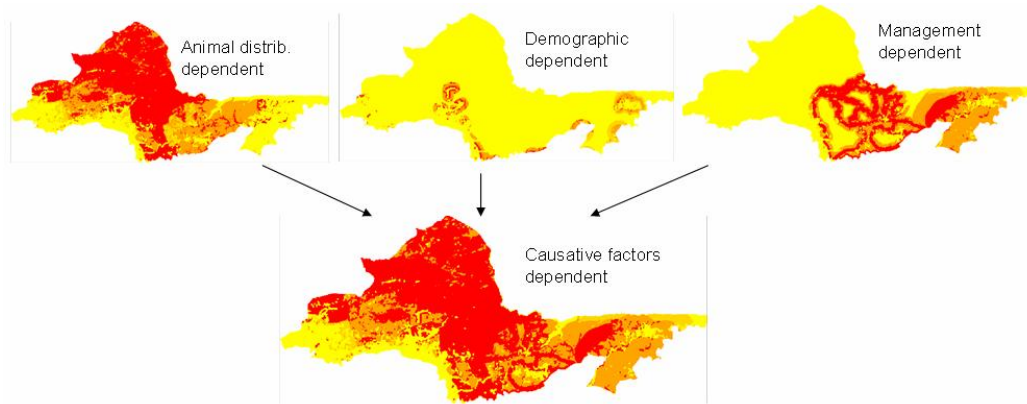 Animal distrib.
dependent
Demographic
dependent
Management
dependent
Causative factors
dependent